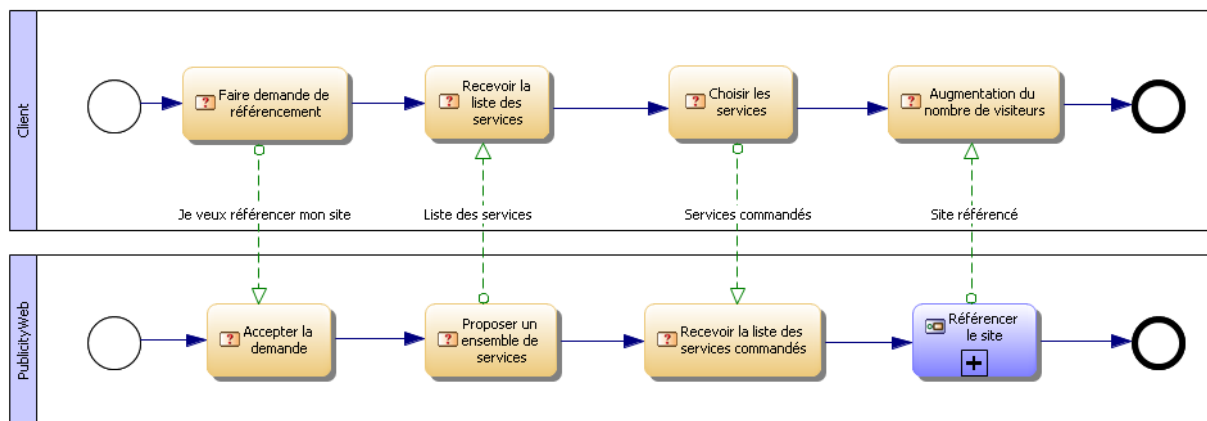 Client
Faire demande de
référencement
Recevoir la
liste des
services
Choisir les
services
Augmentation du
nombre de visiteurs
Je veux référencer mon site
Liste des services
Services commandés
Site référencé
PublicityWeb
Accepter la
demande
Proposer un
ensemble de
services
Recevoir la liste des
services commandés
Référencer
le site